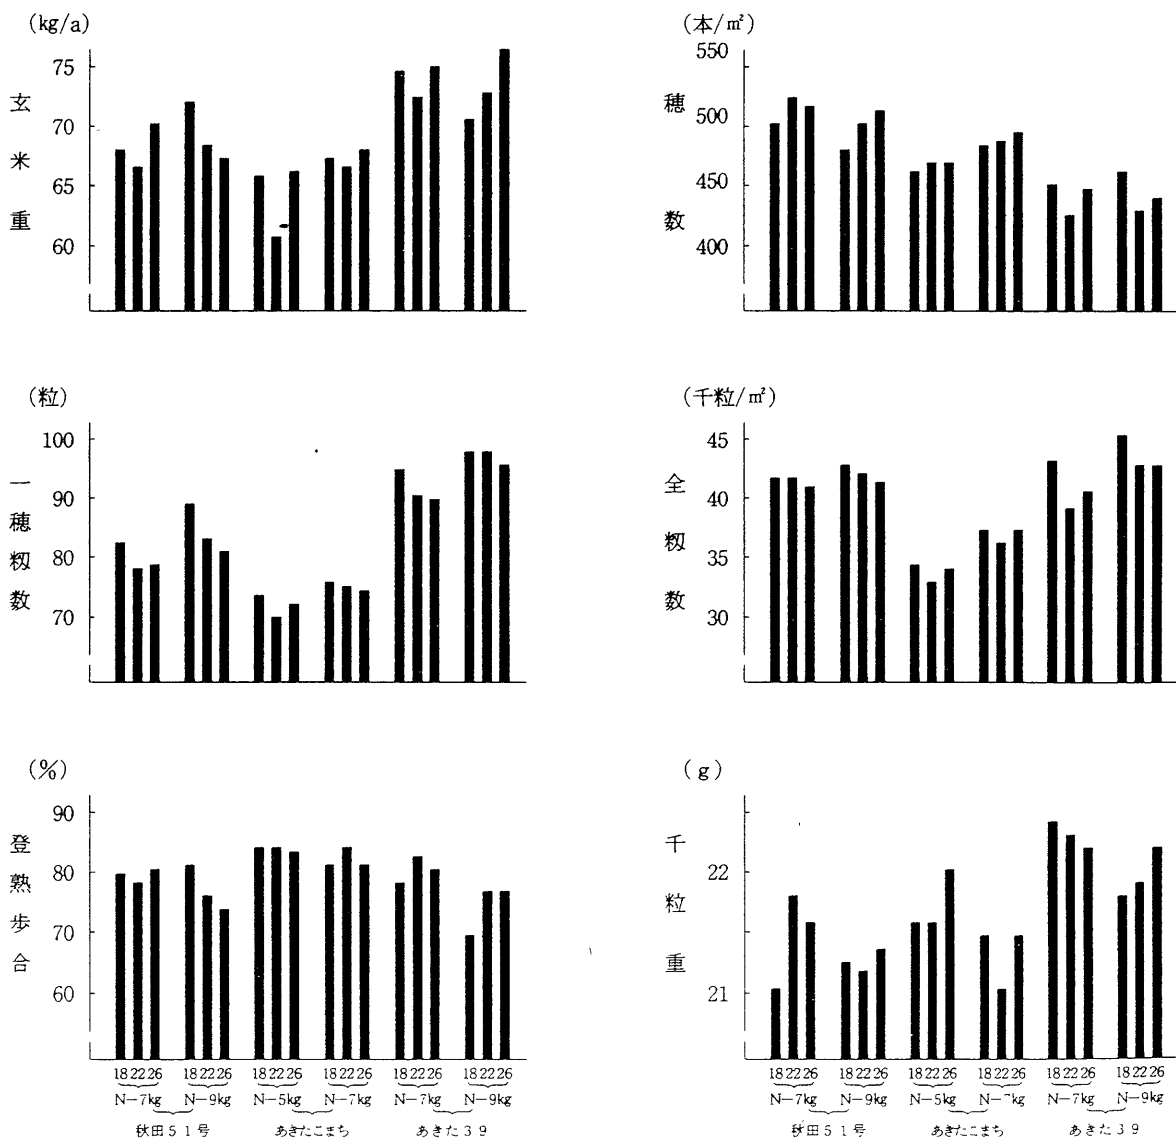 (kg/a)
75
70
65
60
玄米重
(本/㎡)
550
500
450
400
穂数
(粒)
100
90
80
70
一穂籾数
(千粒/㎡)
45
40
35
30
全籾数
(%)
90
80
70
60
登熟歩合
18 22 26 18 22 26 18 22 26 18 22 26 18 22 26 18 22 26
N−7kg N−9kg N−5kg N−7kg N−7kg N−9kg
秋田51号 あきたこまち あきた39
(g)
22
21
千粒重
18 22 26 18 22 26 18 22 26 18 22 26 18 22 26 18 22 26
N−7kg N−9kg N−5kg N− kg N−7kg N−9kg
秋田51号 あきたこまち あきた39